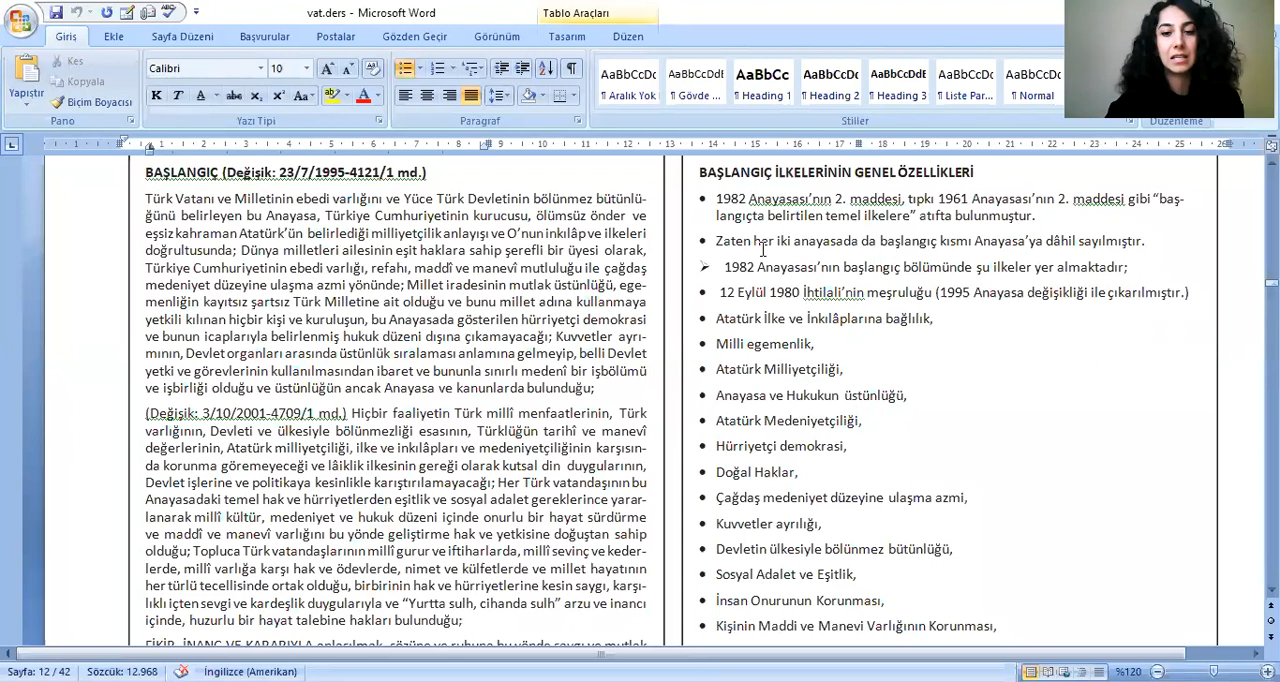 vat.ders - Microsoft Word
Tablo Araçları
Giriş
Ekle
Sayfa Düzeni
Başvurular
Postalar
Gözden Geçir
Görünüm
Tasarım
Düzen
Yapıştır
Kes
Kopyala
Biçim Boyacısı
Pano
Calibri
10
Yazı Tipi
Paragraf
AaBbCcDc
¶ Aralık Yok
AaBbCcDdE
¶ Gövde ...
AaBbCc
¶ Heading 1
AaBbCcDc
¶ Heading 2
AaBbCcDdE
¶ Heading 3
AaBbCcDc
¶ Liste Par...
AaBbCcDc
¶ Normal
Stiller
Düzenleme
BAŞLANGIÇ (Değişik: 23/7/1995-4121/1 md.)
Türk Vatanı ve Milletinin ebedi varlığını ve Yüce Türk Devletinin bölünmez bütünlü-
ğünü belirleyen bu Anayasa, Türkiye Cumhuriyetinin kurucusu, ölümsüz önder ve
eşsiz kahraman Atatürk’ün belirlediği milliyetçilik anlayışı ve O’nun inkılâp ve ilkeleri
doğrultusunda; Dünya milletleri ailesinin eşit haklara sahip şerefli bir üyesi olarak,
Türkiye Cumhuriyetinin ebedi varlığı, refahı, maddî ve manevî mutluluğu ile çağdaş
medeniyet düzeyine ulaşma azmi yönünde; Millet iradesinin mutlak üstünlüğü, ege-
menliğin kayıtsız şartsız Türk Milletine ait olduğu ve bunu millet adına kullanmaya
yetkili kılınan hiçbir kişi ve kuruluşun, bu Anayasada gösterilen hürriyetçi demokrasi
ve bunun icaplarıyla belirlenmiş hukuk düzeni dışına çıkamayacağı; Kuvvetler ayrı-
mının, Devlet organları arasında üstünlük sıralaması anlamına gelmeyip, belli Devlet
yetki ve görevlerinin kullanılmasından ibaret ve bununla sınırlı medenî bir işbölümü
ve işbirliği olduğu ve üstünlüğün ancak Anayasa ve kanunlarda bulunduğu;
(Değişik: 3/10/2001-4709/1 md.) Hiçbir faaliyetin Türk millî menfaatlerinin, Türk
varlığının, Devleti ve ülkesiyle bölünmezliği esasının, Türklüğün tarihî ve manevî
değerlerinin, Atatürk milliyetçiliği, ilke ve inkılâpları ve medeniyetçiliğinin karşısın-
da korunma göremeyeceği ve lâiklik ilkesinin gereği olarak kutsal din duygularının,
Devlet işlerine ve politikaya kesinlikle karıştırılamayacağı; Her Türk vatandaşının bu
Anayasadaki temel hak ve hürriyetlerden eşitlik ve sosyal adalet gereklerince yarar-
lanarak millî kültür, medeniyet ve hukuk düzeni içinde onurlu bir hayat sürdürme
ve maddî ve manevî varlığını bu yönde geliştirme hak ve yetkisine doğuştan sahip
olduğu; Topluca Türk vatandaşlarının millî gurur ve iftiharlarda, millî sevinç ve keder-
lerde, millî varlığa karşı hak ve ödevlerde, nimet ve külfetlerde ve millet hayatının
her türlü tecellisinde ortak olduğu, birbirinin hak ve hürriyetlerine kesin saygı, karşı-
lıklı içten sevgi ve kardeşlik duygularıyla ve “Yurtta sulh, cihanda sulh” arzu ve inancı
içinde, huzurlu bir hayat talebine hakları bulunduğu;
FİKİR, İNANÇ VE KARARIYLA anlaşılmak, sözüne ve ruhuna bu yönde saygı ve mutlak
BAŞLANGIÇ İLKELERİNİN GENEL ÖZELLİKLERİ
• 1982 Anayasası’nın 2. maddesi, tıpkı 1961 Anayasası’nın 2. maddesi gibi “baş-
langıçta belirtilen temel ilkelere” atıfta bulunmuştur.
• Zaten her iki anayasada da başlangıç kısmı Anayasa’ya dâhil sayılmıştır.
➢ 1982 Anayasası’nın başlangıç bölümünde şu ilkeler yer almaktadır;
• 12 Eylül 1980 İhtilali’nin meşruluğu (1995 Anayasa değişikliği ile çıkarılmıştır.)
• Atatürk İlke ve İnkılâplarına bağlılık,
• Milli egemenlik,
• Atatürk Milliyetçiliği,
• Anayasa ve Hukukun üstünlüğü,
• Atatürk Medeniyetçiliği,
• Hürriyetçi demokrasi,
• Doğal Haklar,
• Çağdaş medeniyet düzeyine ulaşma azmi,
• Kuvvetler ayrılığı,
• Devletin ülkesiyle bölünmez bütünlüğü,
• Sosyal Adalet ve Eşitlik,
• İnsan Onurunun Korunması,
• Kişinin Maddi ve Manevi Varlığının Korunması,
Sayfa: 12 / 42
Sözcük: 12.968
İngilizce (Amerikan)
%120